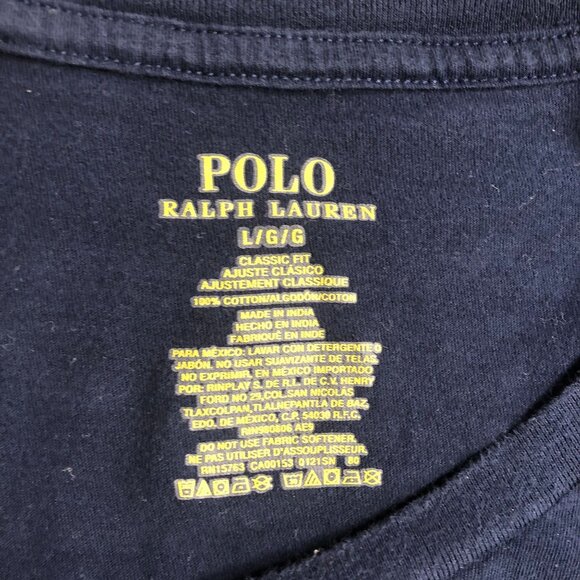 POLO
RALPH LAUREN
L/G/G
CLASSIC FIT
AJUSTE CLÁSICO
AJUSTEMENT CLASSIQUE
100% COTTON/ALGODÓN/COTON
MADE IN INDIA
HECHO EN INDIA
FABRIQUÉ EN INDE
PARA MÉXICO: LAVAR CON DETERGENTE O
JABÓN. NO USAR SUAVIZANTE DE TELAS.
NO EXPRIMIR. EN MÉXICO IMPORTADO
POR: RINPLAY S. DE R.L. DE C.V. HENRY
FORD NO 29,COL.SAN NICOLÁS
TLAXCOLPAN,TLALNEPANTLA DE BAZ,
EDO. DE MÉXICO, C.P. 54030 R.F.C.
RIN980806 AE9
DO NOT USE FABRIC SOFTENER.
NE PAS UTILISER D'ASSOUPLISSEUR.
RN15763 CA00153 0121SN 80